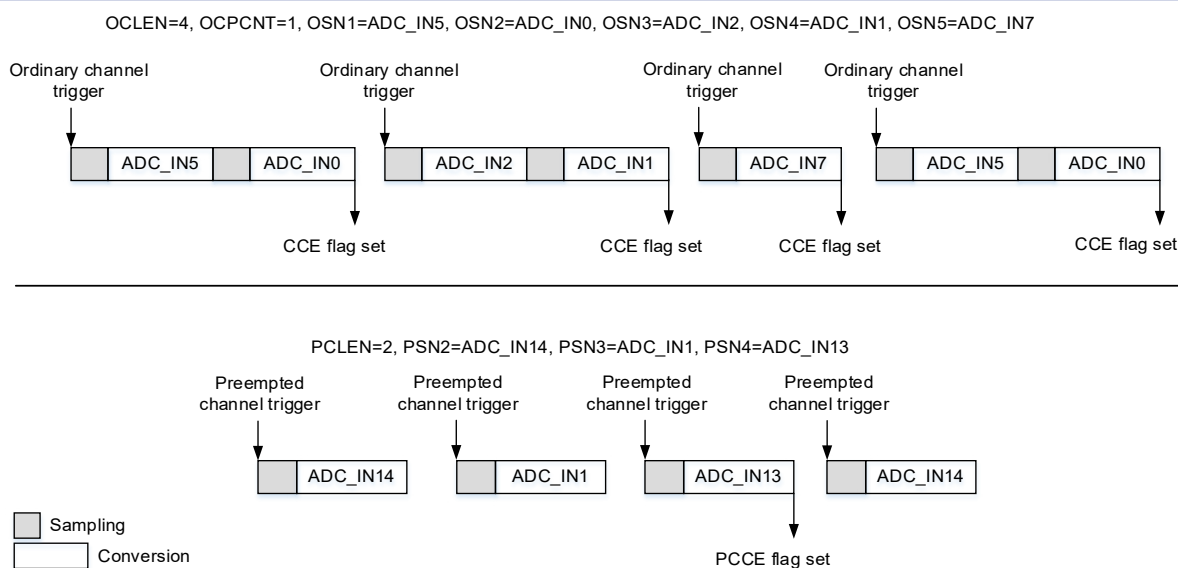 OCLEN=4, OCPCNT=1, OSN1=ADC_IN5, OSN2=ADC_IN0, OSN3=ADC_IN2, OSN4=ADC_IN1, OSN5=ADC_IN7
Ordinary channel
trigger
Ordinary channel
trigger
Ordinary channel
trigger
Ordinary channel
trigger
ADC_IN5
ADC_IN0
ADC_IN2
ADC_IN1
ADC_IN7
ADC_IN5
ADC_IN0
CCE flag set
CCE flag set
CCE flag set
CCE flag set
PCLEN=2, PSN2=ADC_IN14, PSN3=ADC_IN1, PSN4=ADC_IN13
Preempted
channel trigger
Preempted
channel trigger
Preempted
channel trigger
Preempted
channel trigger
ADC_IN14
ADC_IN1
ADC_IN13
ADC_IN14
Sampling
Conversion
PCCE flag set